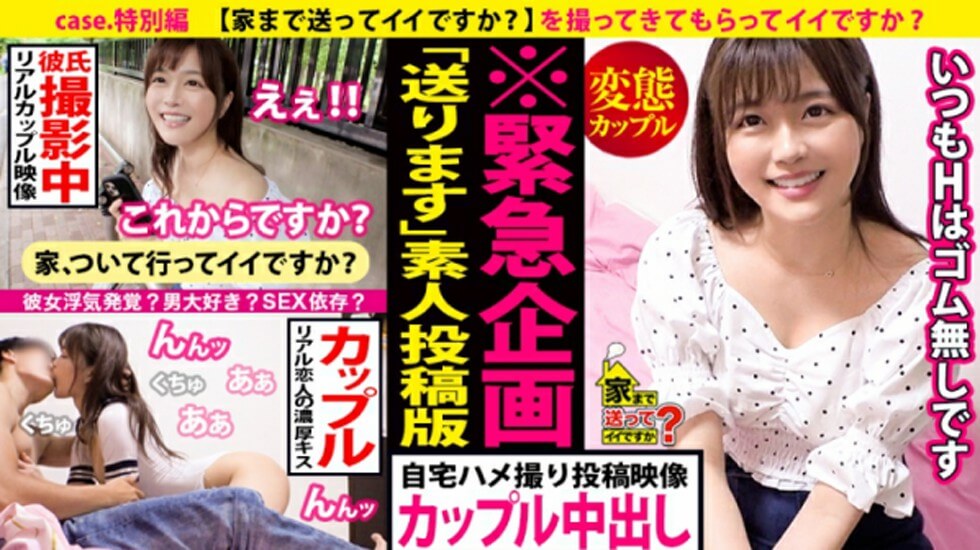 case.特別編 【家まで送ってイイですか?】を撮ってきてもらってイイですか?
彼氏撮影中
リアルカップル映像
えぇ!!
これからですか?
家、ついて行ってイイですか?
彼女浮気発覚?男大好き?SEX依存?
んんッ
くちゅ
あぁ
くちゅ
あぁ
んんッ
カップル
リアル恋人の濃厚キス
※緊急企画
「送ります」素人投稿版
自宅ハメ撮り投稿映像
カップル中出し
変態
カップル
いつもHはゴム無しです
家まで
送って
イイですか
?